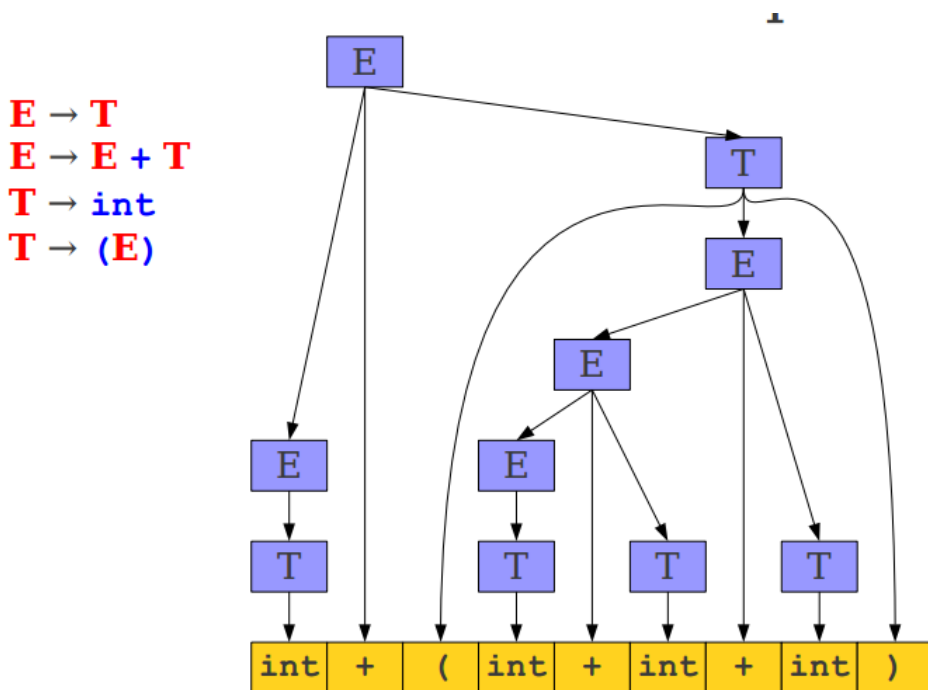 E
E → T
E → E + T
T
T → int
T → (E)
E
E
E E
T T T T
int + ( int + int + int )